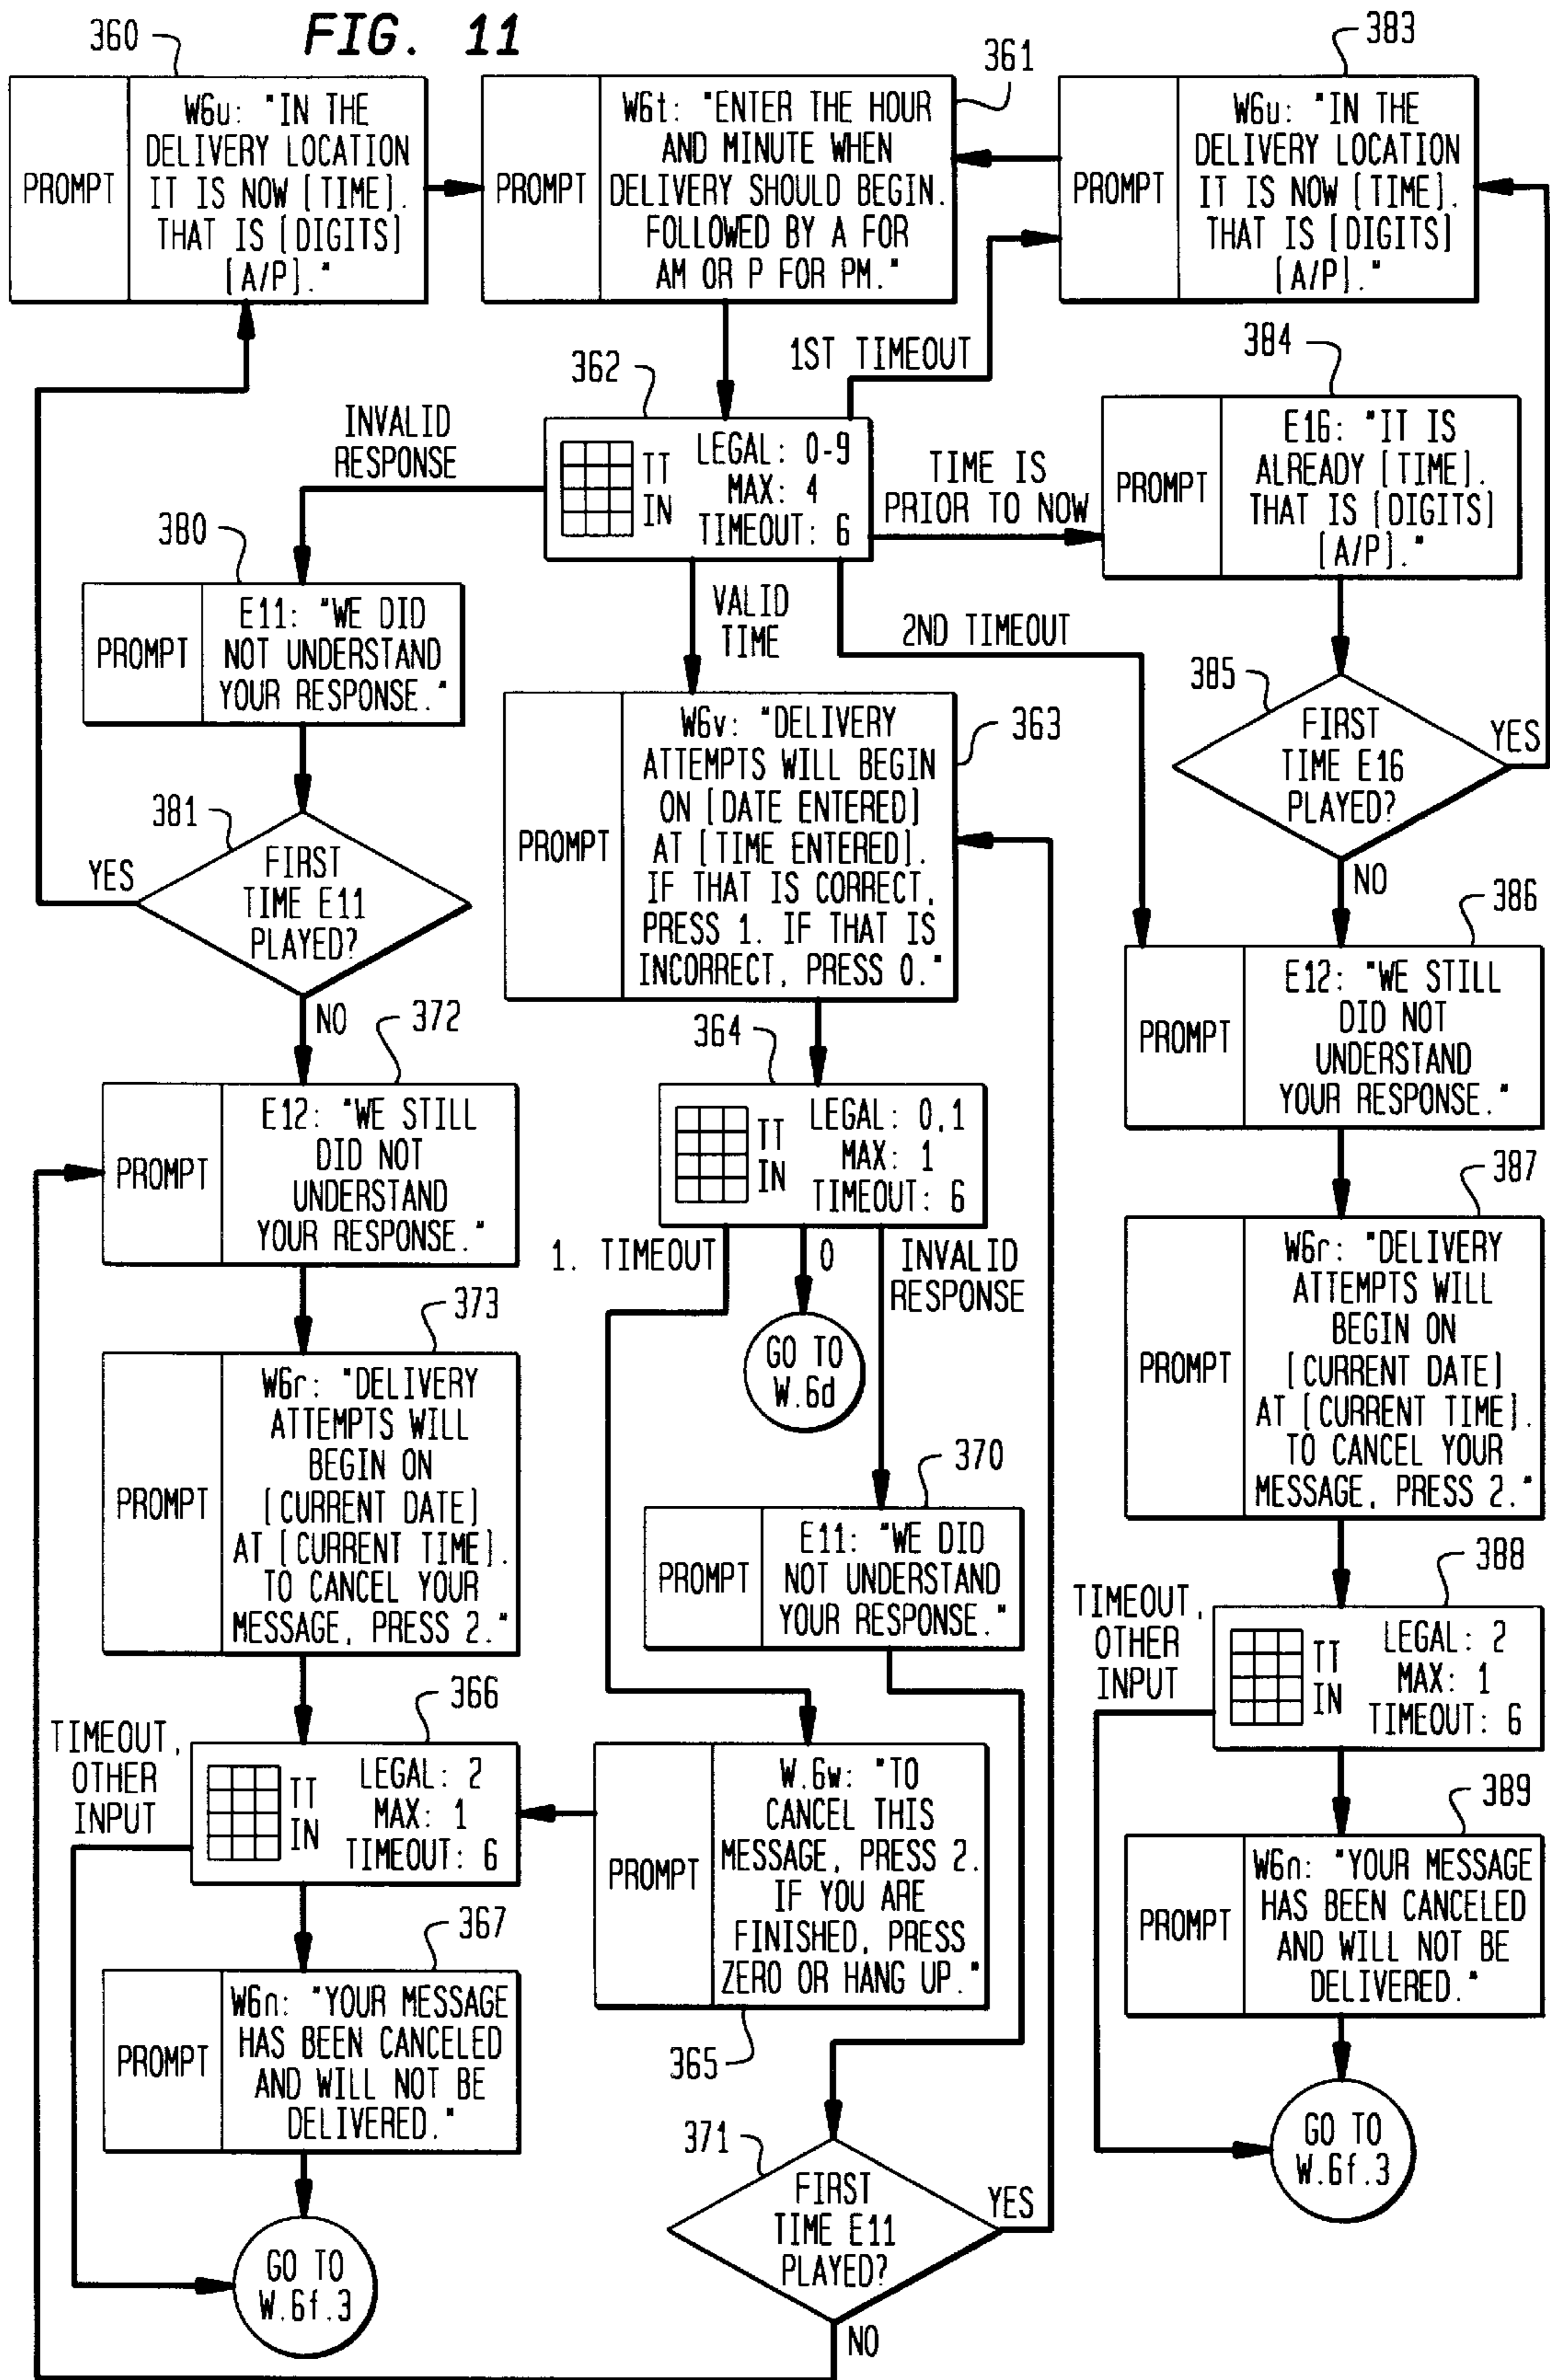 FIG. 11
360
PROMPT
W6u: "IN THE
DELIVERY LOCATION
IT IS NOW [TIME].
THAT IS [DIGITS]
[A/P]."
361
PROMPT
W6t: "ENTER THE HOUR
AND MINUTE WHEN
DELIVERY SHOULD BEGIN.
FOLLOWED BY A FOR
AM OR P FOR PM."
383
PROMPT
W6u: "IN THE
DELIVERY LOCATION
IT IS NOW [TIME].
THAT IS [DIGITS]
[A/P]."
362
TT
IN
LEGAL: 0-9
MAX: 4
TIMEOUT: 6
1ST TIMEOUT
INVALID
RESPONSE
TIME IS
PRIOR TO NOW
VALID
TIME
2ND TIMEOUT
384
PROMPT
E16: "IT IS
ALREADY [TIME].
THAT IS [DIGITS]
[A/P]."
385
FIRST
TIME E16
PLAYED?
YES
NO
380
PROMPT
E11: "WE DID
NOT UNDERSTAND
YOUR RESPONSE."
381
FIRST
TIME E11
PLAYED?
YES
NO
363
PROMPT
W6v: "DELIVERY
ATTEMPTS WILL BEGIN
ON [DATE ENTERED]
AT [TIME ENTERED].
IF THAT IS CORRECT,
PRESS 1. IF THAT IS
INCORRECT, PRESS 0."
364
TT
IN
LEGAL: 0,1
MAX: 1
TIMEOUT: 6
1. TIMEOUT
0
INVALID
RESPONSE
GO TO
W.6d
372
PROMPT
E12: "WE STILL
DID NOT
UNDERSTAND
YOUR RESPONSE."
373
PROMPT
W6r: "DELIVERY
ATTEMPTS WILL
BEGIN ON
[CURRENT DATE]
AT [CURRENT TIME].
TO CANCEL YOUR
MESSAGE, PRESS 2."
366
TT
IN
LEGAL: 2
MAX: 1
TIMEOUT: 6
TIMEOUT,
OTHER
INPUT
367
PROMPT
W6n: "YOUR MESSAGE
HAS BEEN CANCELED
AND WILL NOT BE
DELIVERED."
GO TO
W.6f.3
370
PROMPT
E11: "WE DID
NOT UNDERSTAND
YOUR RESPONSE."
PROMPT
W.6w: "TO
CANCEL THIS
MESSAGE, PRESS 2.
IF YOU ARE
FINISHED, PRESS
ZERO OR HANG UP."
365
371
FIRST
TIME E11
PLAYED?
YES
NO
386
PROMPT
E12: "WE STILL
DID NOT
UNDERSTAND
YOUR RESPONSE."
387
PROMPT
W6r: "DELIVERY
ATTEMPTS WILL
BEGIN ON
[CURRENT DATE]
AT [CURRENT TIME].
TO CANCEL YOUR
MESSAGE, PRESS 2."
388
TT
IN
LEGAL: 2
MAX: 1
TIMEOUT: 6
TIMEOUT,
OTHER
INPUT
389
PROMPT
W6n: "YOUR MESSAGE
HAS BEEN CANCELED
AND WILL NOT BE
DELIVERED."
GO TO
W.6f.3